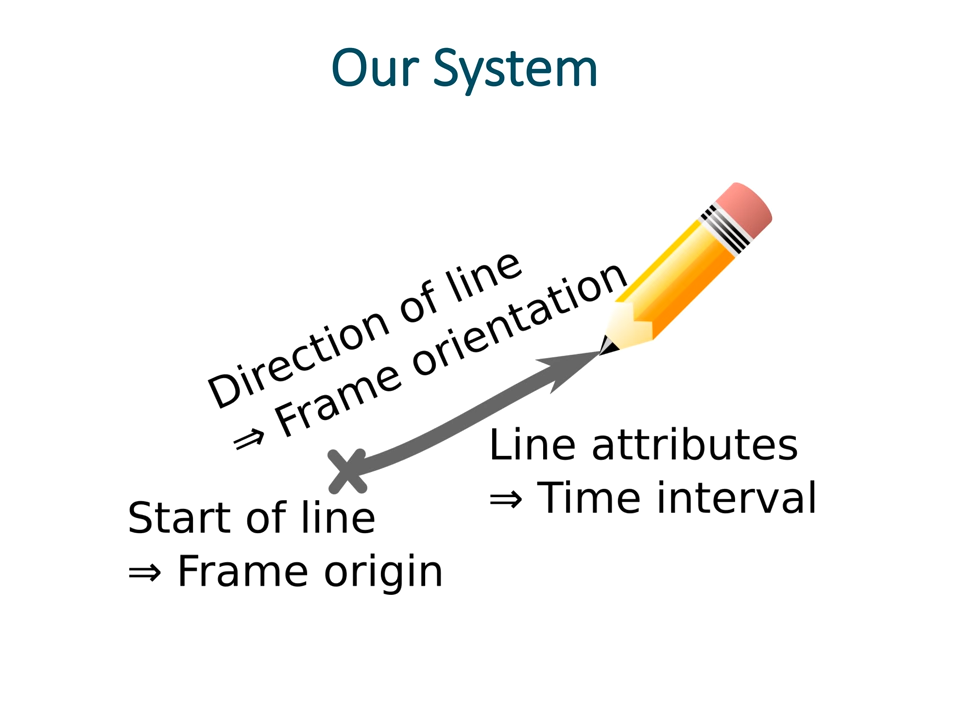 Our System
Direction of line
⇒ Frame orientation
Line attributes
⇒ Time interval
Start of line
⇒ Frame origin